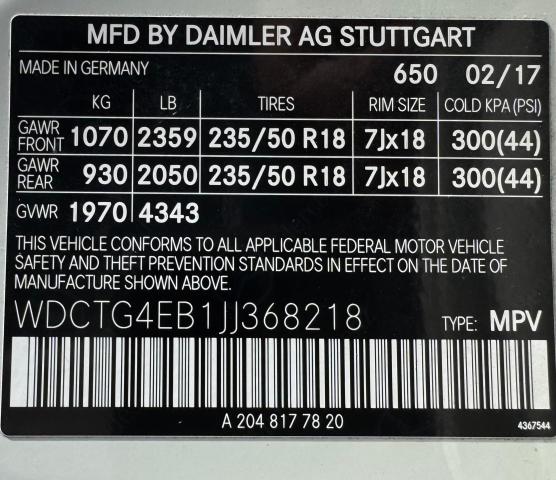 MFD BY DAIMLER AG STUTTGART
MADE IN GERMANY 650 02/17
KG LB TIRES RIM SIZE COLD KPA (PSI)
GAWR FRONT 1070 2359 235/50 R18 7Jx18 300(44)
GAWR REAR 930 2050 235/50 R18 7Jx18 300(44)
GVWR 1970 4343
THIS VEHICLE CONFORMS TO ALL APPLICABLE FEDERAL MOTOR VEHICLE
SAFETY AND THEFT PREVENTION STANDARDS IN EFFECT ON THE DATE OF
MANUFACTURE SHOWN ABOVE.
WDCTG4EB1JJ368218 TYPE: MPV
A 204 817 78 20
4367544